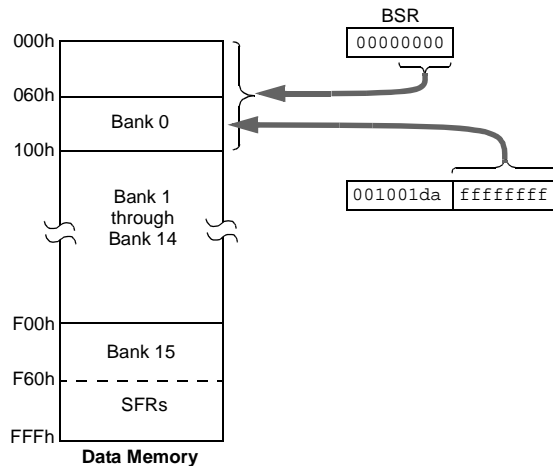 BSR
000h
00000000
060h
Bank 0
100h
001001da ffffffff
Bank 1
through
Bank 14
F00h
Bank 15
F60h
SFRs
FFFh
Data Memory